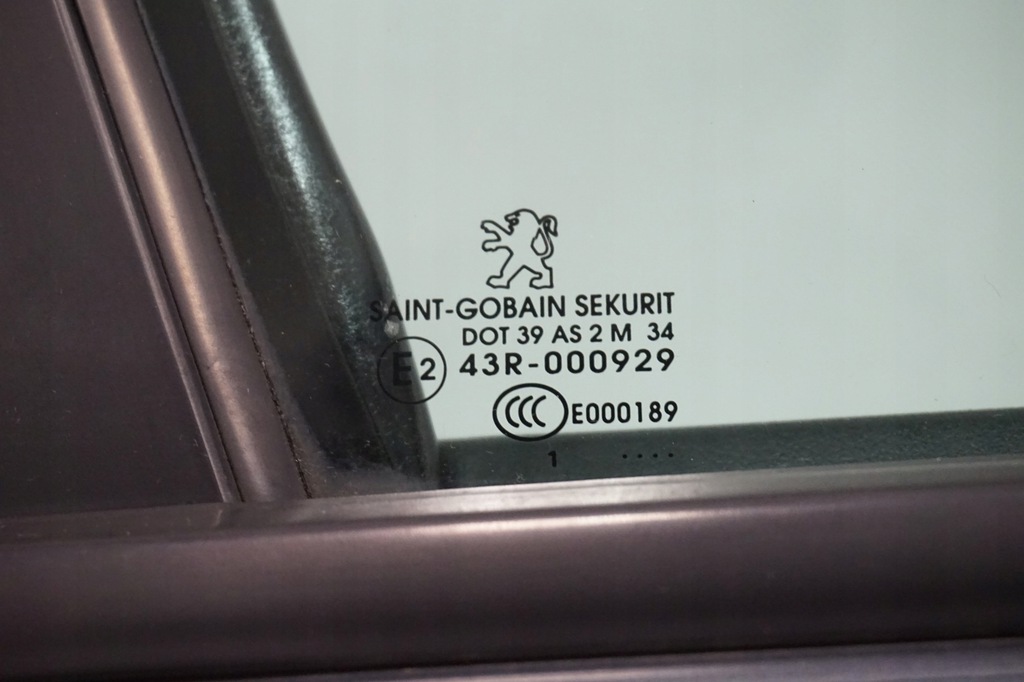 SAINT-GOBAIN SEKURIT
DOT 39 AS 2 M 34
E2 43R-000929
CCC E000189
1 ....